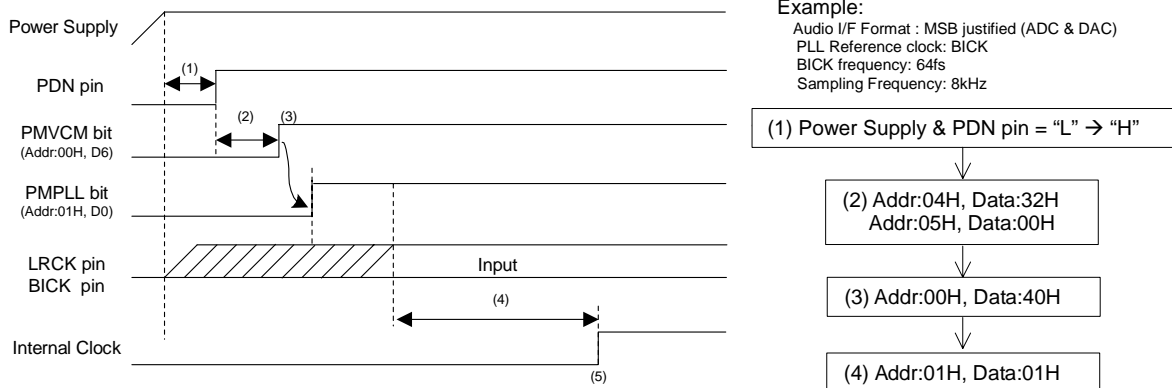 Power Supply
(1)
PDN pin
(2)
(3)
PMVCM bit
(Addr:00H, D6)
PMPLL bit
(Addr:01H, D0)
LRCK pin
BICK pin
Input
(4)
Internal Clock
(5)
Example:
Audio I/F Format : MSB justified (ADC & DAC)
PLL Reference clock: BICK
BICK frequency: 64fs
Sampling Frequency: 8kHz
(1) Power Supply & PDN pin = “L” → “H”
(2) Addr:04H, Data:32H
Addr:05H, Data:00H
(3) Addr:00H, Data:40H
(4) Addr:01H, Data:01H